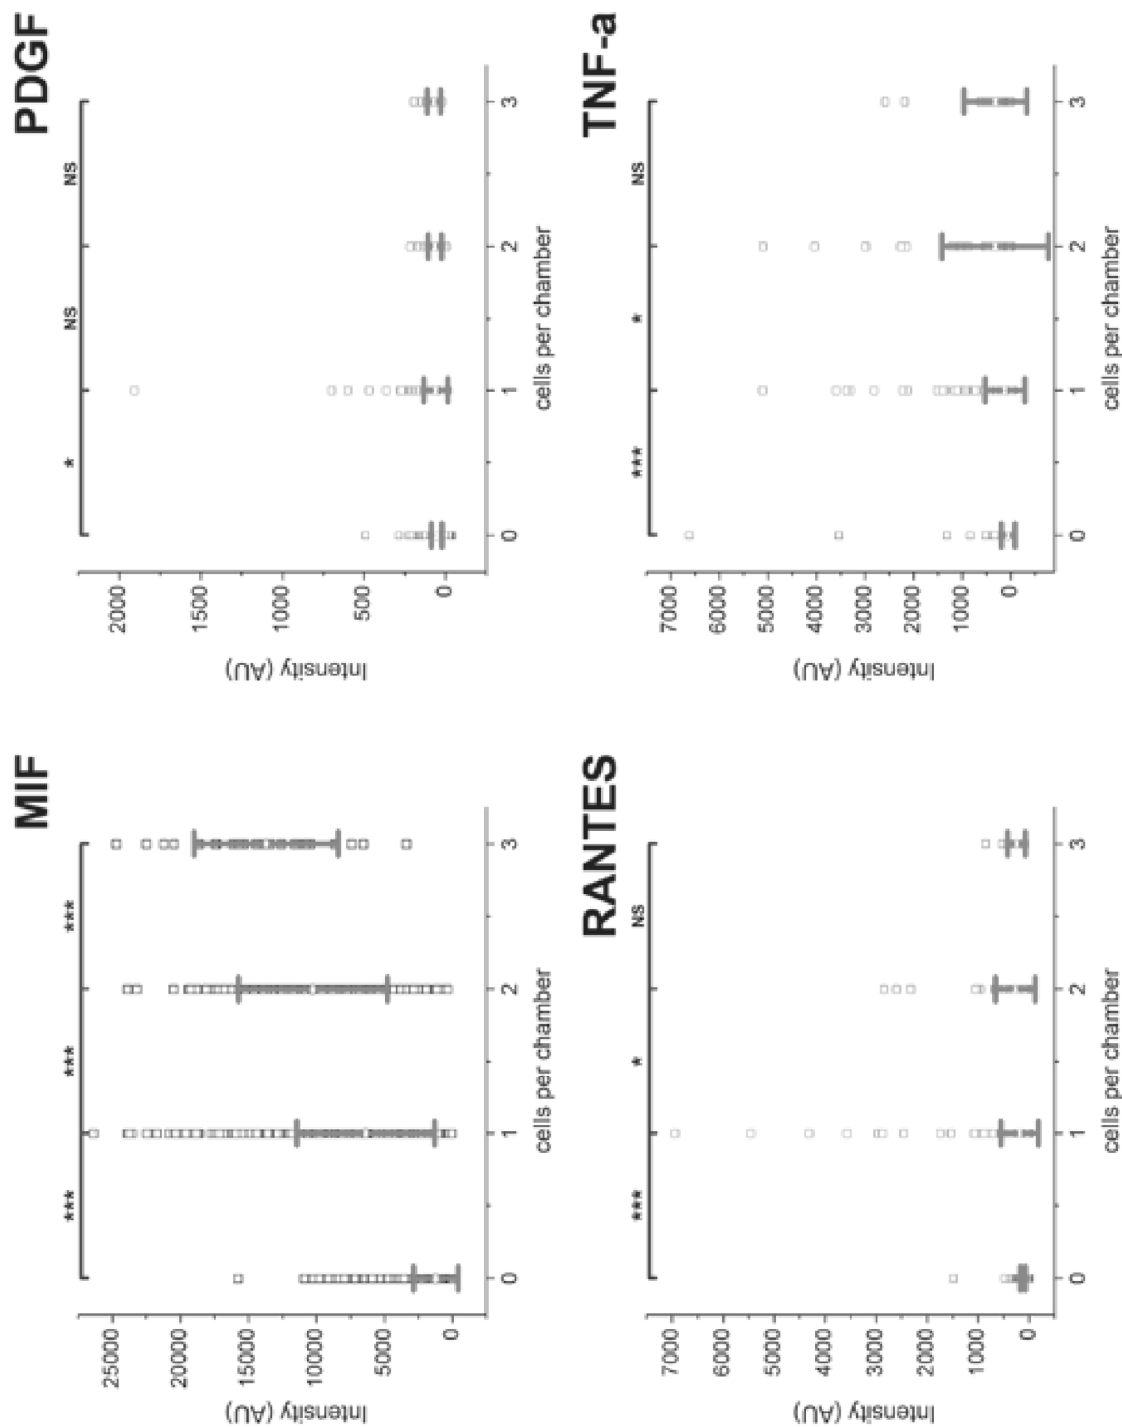 MIF
*** *** ***
Intensity (AU)
25000
20000
15000
10000
5000
0
0 1 2 3
cells per chamber
PDGF
* NS NS
Intensity (AU)
2000
1500
1000
500
0
0 1 2 3
cells per chamber
RANTES
*** * NS
Intensity (AU)
7000
6000
5000
4000
3000
2000
1000
0
0 1 2 3
cells per chamber
TNF-a
*** * NS
Intensity (AU)
7000
6000
5000
4000
3000
2000
1000
0
0 1 2 3
cells per chamber